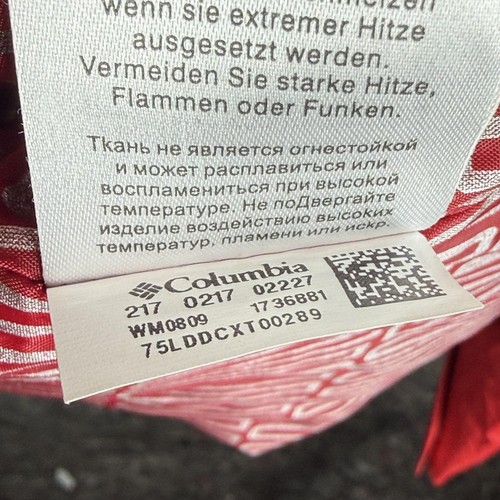 wenn sie extremer Hitze
ausgesetzt werden.
Vermeiden Sie starke Hitze,
Flammen oder Funken.
Ткань не является огнестойкой
и может расплавиться или
воспламениться при высокой
температуре. Не поДвергайте
изделие воздействию высоких
температур, пламени или искр.
Columbia
217 0217 02227
WM0809 1736881
75LDDCXT00289